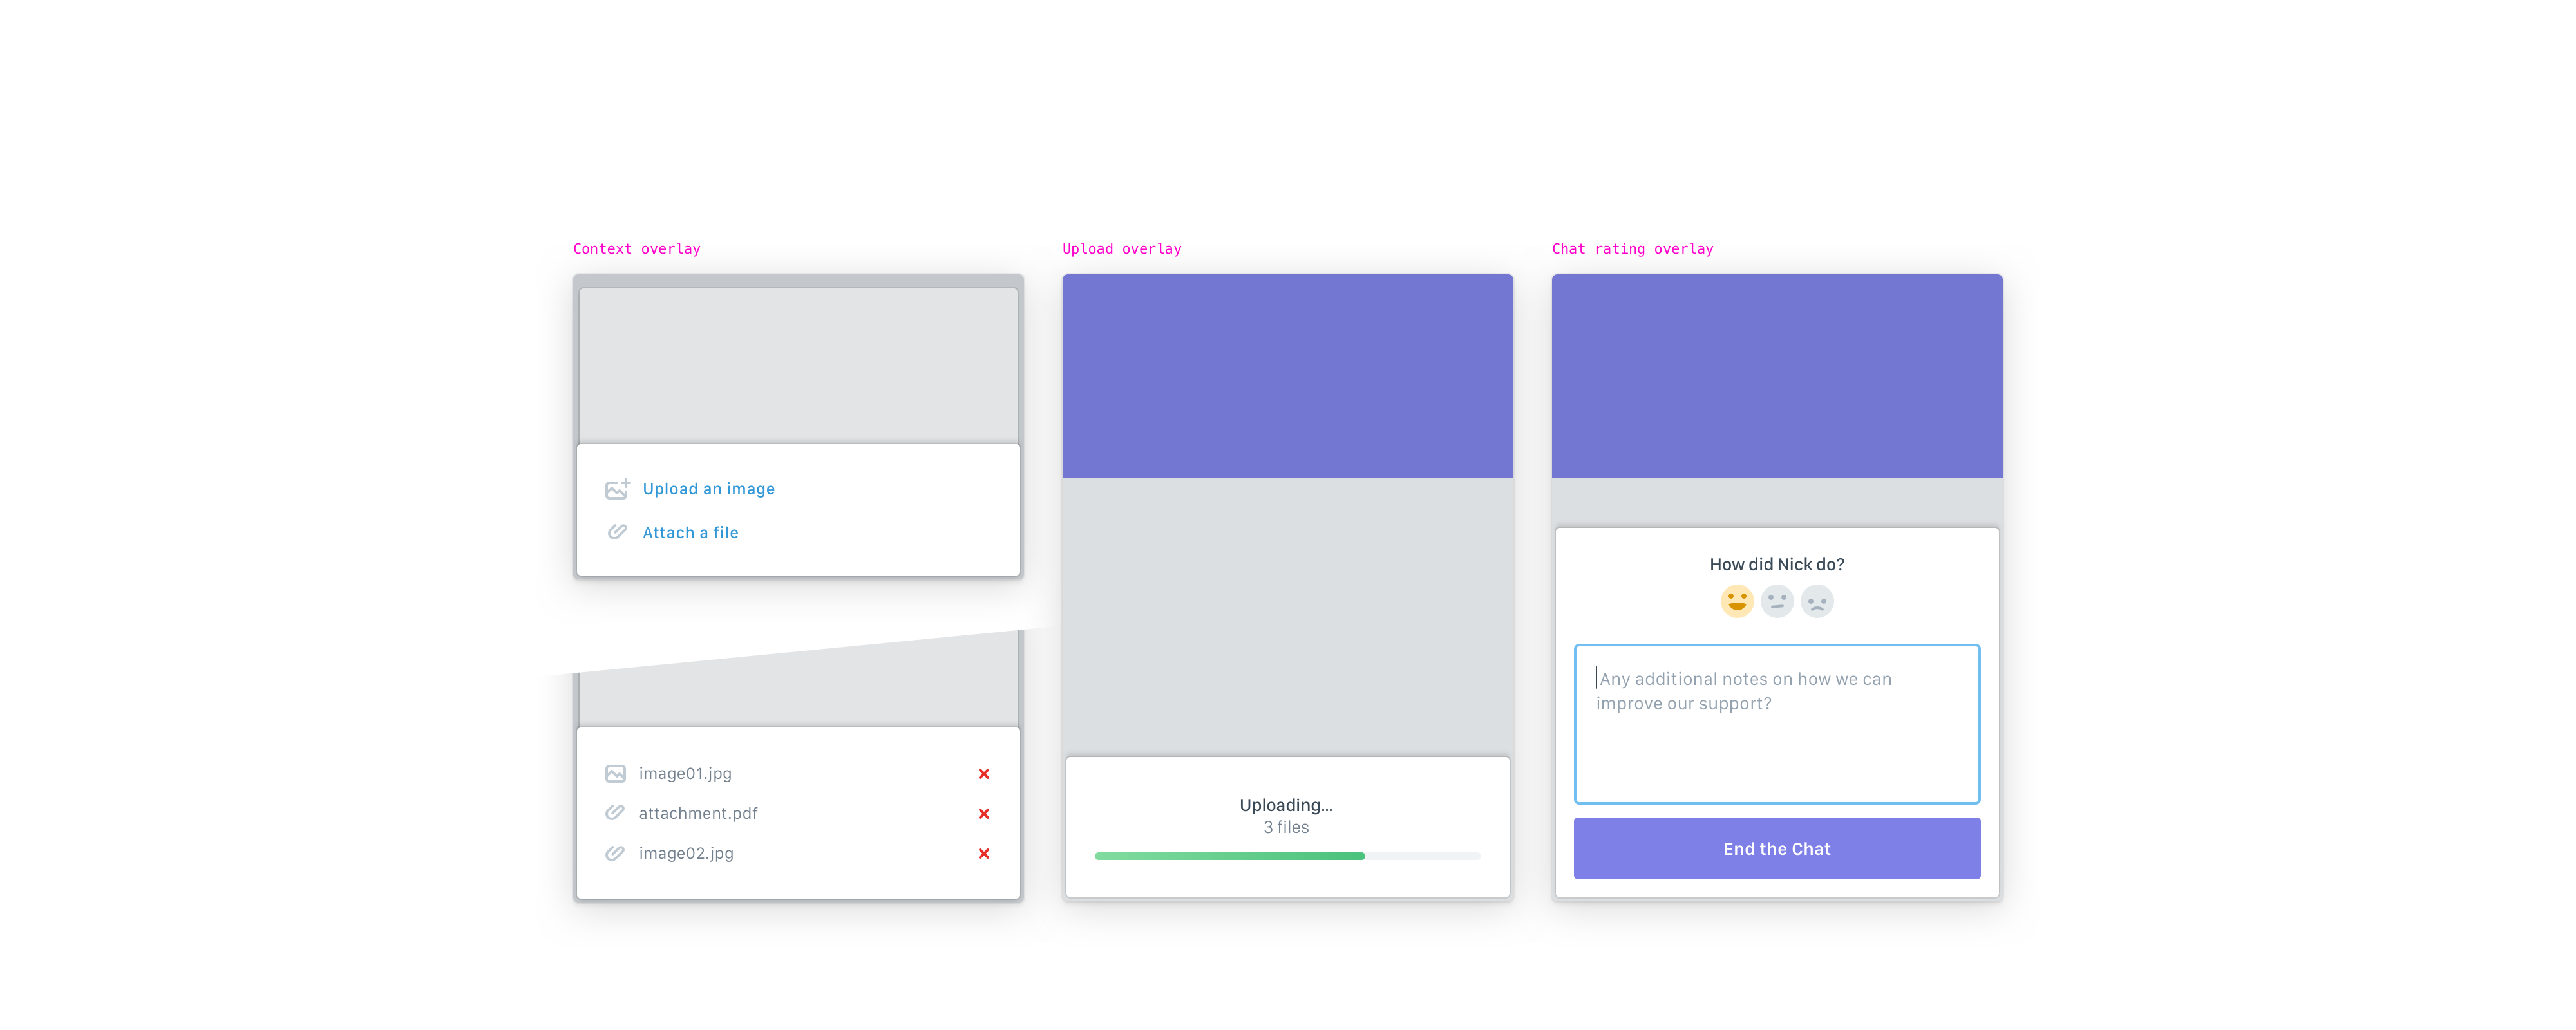 Context overlay
Upload an image
Attach a file
image01.jpg
attachment.pdf
image02.jpg
Upload overlay
Uploading...
3 files
Chat rating overlay
How did Nick do?
Any additional notes on how we can
improve our support?
End the Chat